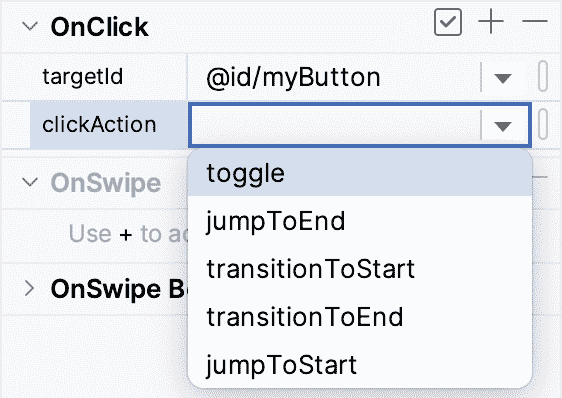 OnClick
targetId @id/myButton
clickAction
OnSwipe
toggle
jumpToEnd
Use + to
transitionToStart
OnSwipe
transitionToEnd
jumpToStart